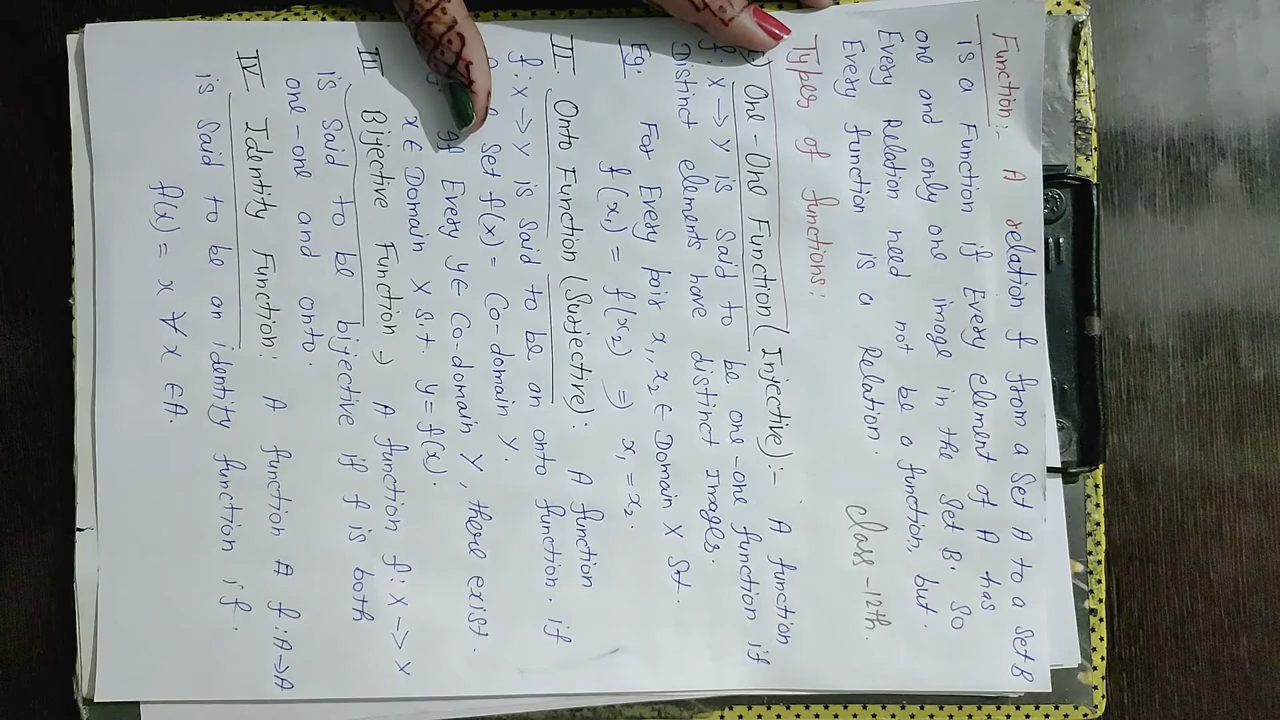 Function:- A relation f from a Set A to a set B
is a Function if Every element of A has
one and only one image in the Set B. So
Every Relation need not be a function, but.
Every function is a Relation.
class -12th.
Types of functions:
One-One Function (Injective):- A function
f: X -> Y is Said to be one-one function if
Distinct elements have distinct Images.
Eg. For Every pair x1, x2 ∈ Domain X St.
f(x1) = f(x2) => x1 = x2.
II. Onto Function (Surjective): A function
f: X -> Y is Said to be an onto function. if
Set f(x) = Co-domain Y.
If Every y ∈ Co-domain Y, there exist.
x ∈ Domain X s.t. y = f(x).
III Bijective Function => A function f: X -> Y
is Said to be bijective if f is both
one-one and onto.
IV Identity Function: A function f: A -> A
is Said to be an identity function if.
f(x) = x ∀ x ∈ A.